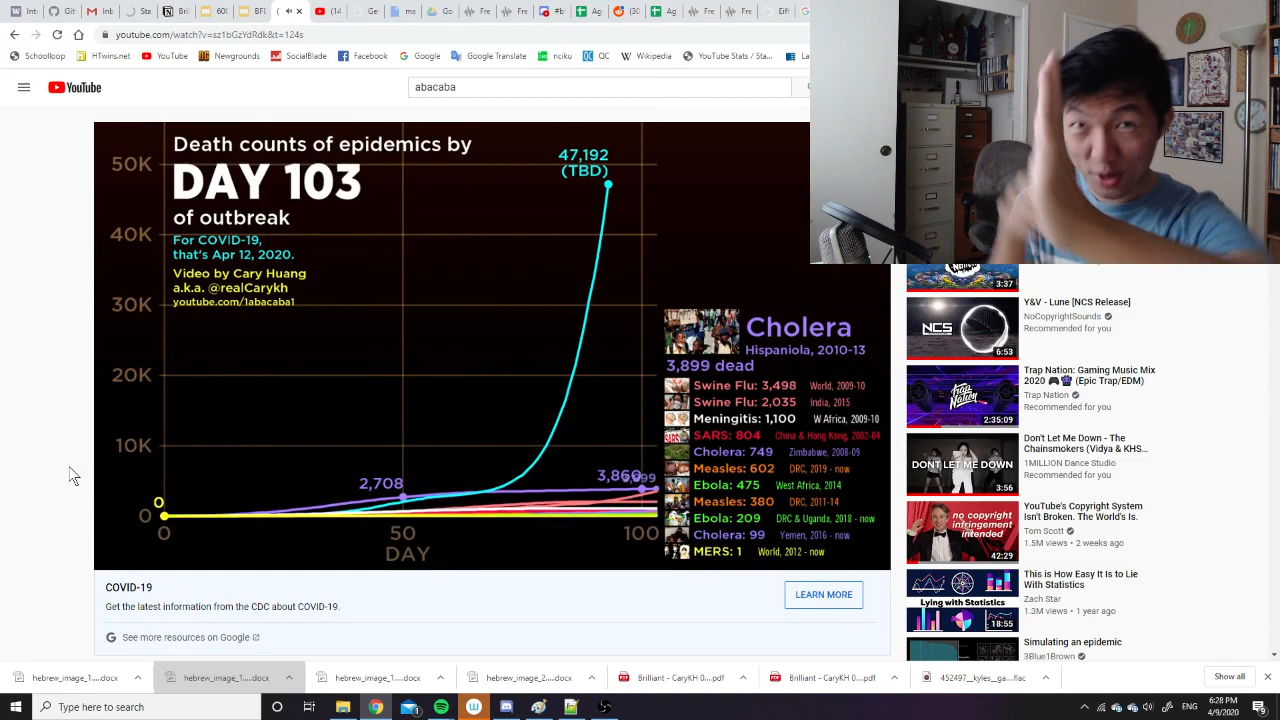 youtube.com/watch?v=sz1bGzYdRdk&t=124s
Schoolloop
HTwins.net
YouTube
NewbGrounds
SocialBlade
Facebook
Google Translate
nciku
QC
Wikipedia
YouTube Stats / Sta...
YouTube
abacaba
Death counts of epidemics by
DAY 103
of outbreak
For COVID-19,
that's Apr 12, 2020.
Video by Cary Huang
a.k.a. @realCarykh
youtube.com/1abacaba1
50K
40K
30K
20K
10K
0
0
2,708
3,860
47,192
(TBD)
0
50
100
DAY
Cholera
Hispaniola, 2010-13
3,899 dead
Swine Flu: 3,498 World, 2009-10
Swine Flu: 2,035 India, 2015
Meningitis: 1,100 W Africa, 2009-10
SARS: 804 China & Hong Kong, 2002-04
Cholera: 749 Zimbabwe, 2008-09
Measles: 602 DRC, 2019 - now
Ebola: 475 West Africa, 2014
Measles: 380 DRC, 2011-14
Ebola: 209 DRC & Uganda, 2018 - now
Cholera: 99 Yemen, 2016 - now
MERS: 1 World, 2012 - now
COVID-19
Get the latest information from the CDC about COVID-19.
LEARN MORE
See more resources on Google
3:37
NCS
6:53
Y&V - Lune [NCS Release]
NoCopyrightSounds
Recommended for you
Trap Nation
2:35:09
Trap Nation: Gaming Music Mix
2020 🎮 (Epic Trap/EDM)
Trap Nation
Recommended for you
DONT LET ME DOWN
3:56
Don't Let Me Down - The
Chainsmokers (Vidya & KHS...
1MILLION Dance Studio
Recommended for you
no copyright
infringement
intended
42:29
YouTube's Copyright System
Isn't Broken. The World's Is.
Tom Scott
1.5M views • 2 weeks ago
Lying with Statistics
18:55
This is How Easy It Is to Lie
With Statistics
Zach Star
1.3M views • 1 year ago
Simulating an epidemic
3Blue1Brown
hebrew_image_1....docx
hebrew_image_1....docx
hebrew_image_1....docx
hebrew_image_2....docx
Brilliant - CaryKH 0....pdf
Brilliant - CaryKH 0....pdf
452497_kyles_ga....flac
Show all
Type here to search
6:28 PM
4/9/2020